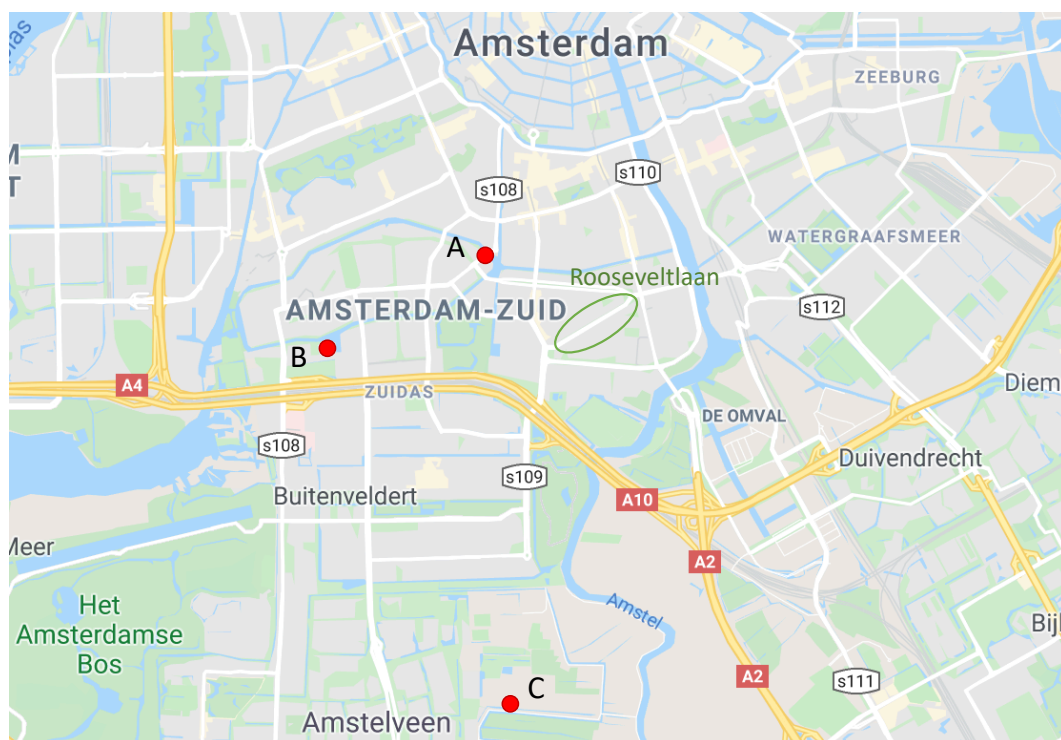 Amsterdam
ZEEBURG
s110
s108
WATERGRAAFSMEER
A
Rooseveltlaan
AMSTERDAM-ZUID
s112
B
A4
ZUIDAS
Diem
DE OMVAL
s108
Duivendrecht
s109
Buitenveldert
A10
Meer
A2
Het
Amsterdamse
Bos
Amstel
Bijl
A2
s111
C
Amstelveen